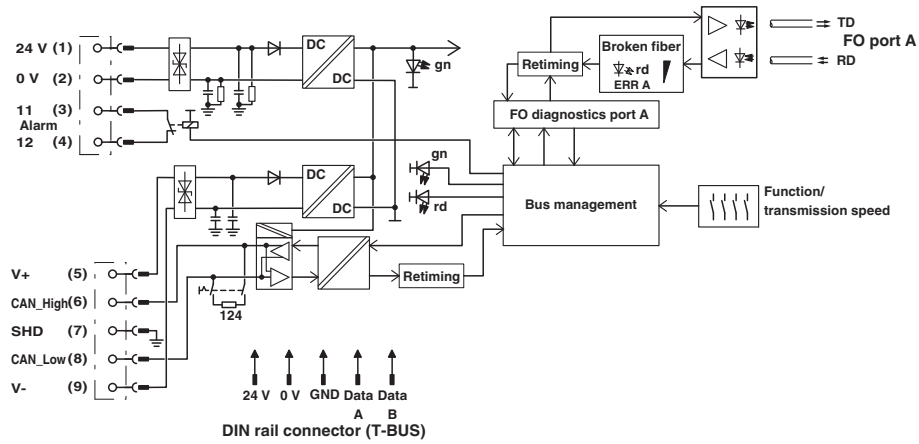 24 V (1)
0 V (2)
11 (3)
Alarm
12 (4)
DC
DC
gn
Retiming
Broken fiber
rd
ERR A
TD
FO port A
RD
FO diagnostics port A
DC
DC
gn
rd
Bus management
Function/
transmission speed
V+ (5)
CAN_High (6)
SHD (7)
CAN_Low (8)
V- (9)
124
Retiming
24 V 0 V GND Data Data
A B
DIN rail connector (T-BUS)